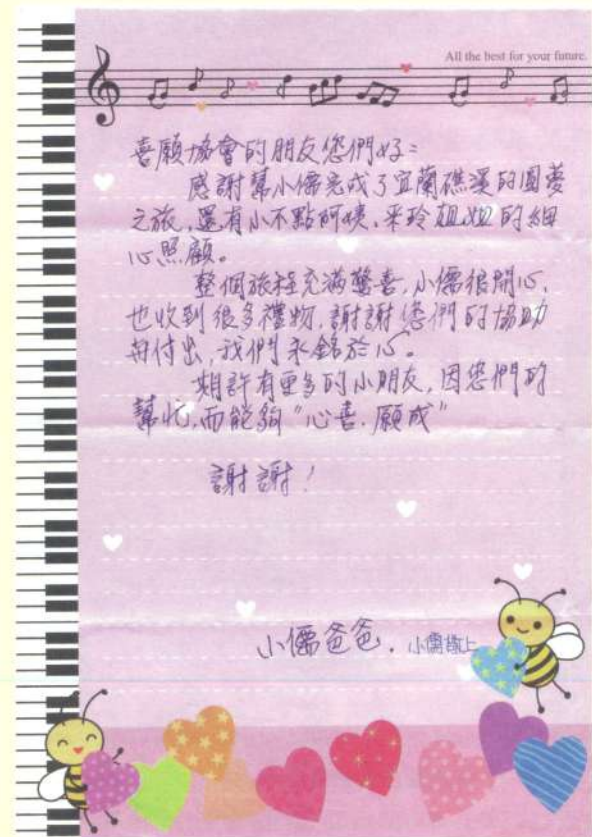 All the best for your future.
喜願協會的朋友您們好:
感謝幫小儒完成了宜蘭礁溪的圓夢
之旅,還有小不點阿姨、采玲姐姐的細
心照顧。
整個旅程充滿驚喜,小儒很開心,
也收到很多禮物,謝謝您們的協助
與付出,我們永銘於心。
期許有更多的小朋友,因您們的
幫忙,而能夠"心喜.願成"
謝謝!
小儒爸爸. 小儒敬上